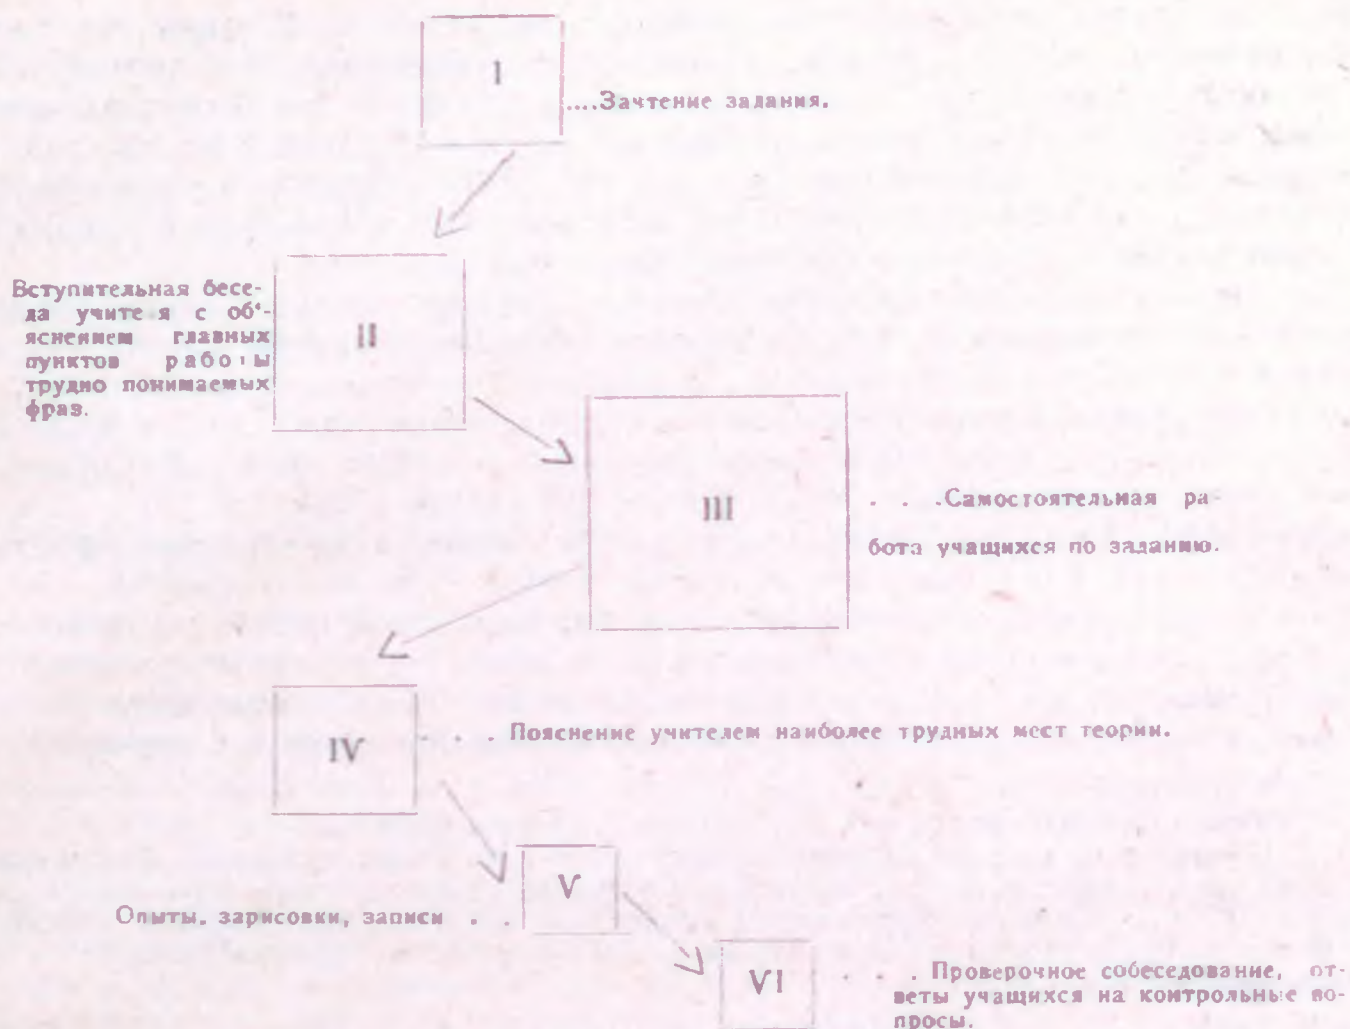 I
....Зачтение задания.
Вступительная бесе-
да учителя с об'-
яснением главных
пунктов работы
трудно понимаемых
фраз.
II
III
. . .Самостоятельная ра-
бота учащихся по заданию.
IV
. . Пояснение учителем наиболее трудных мест теории.
V
Опыты, зарисовки, записи . .
VI
. . . Проверочное собеседование, от-
веты учащихся на контрольные во-
просы.